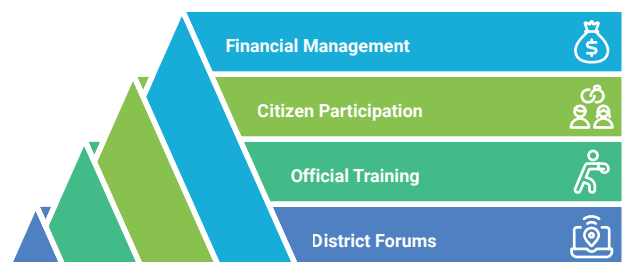 Financial Management
Citizen Participation
Official Training
District Forums